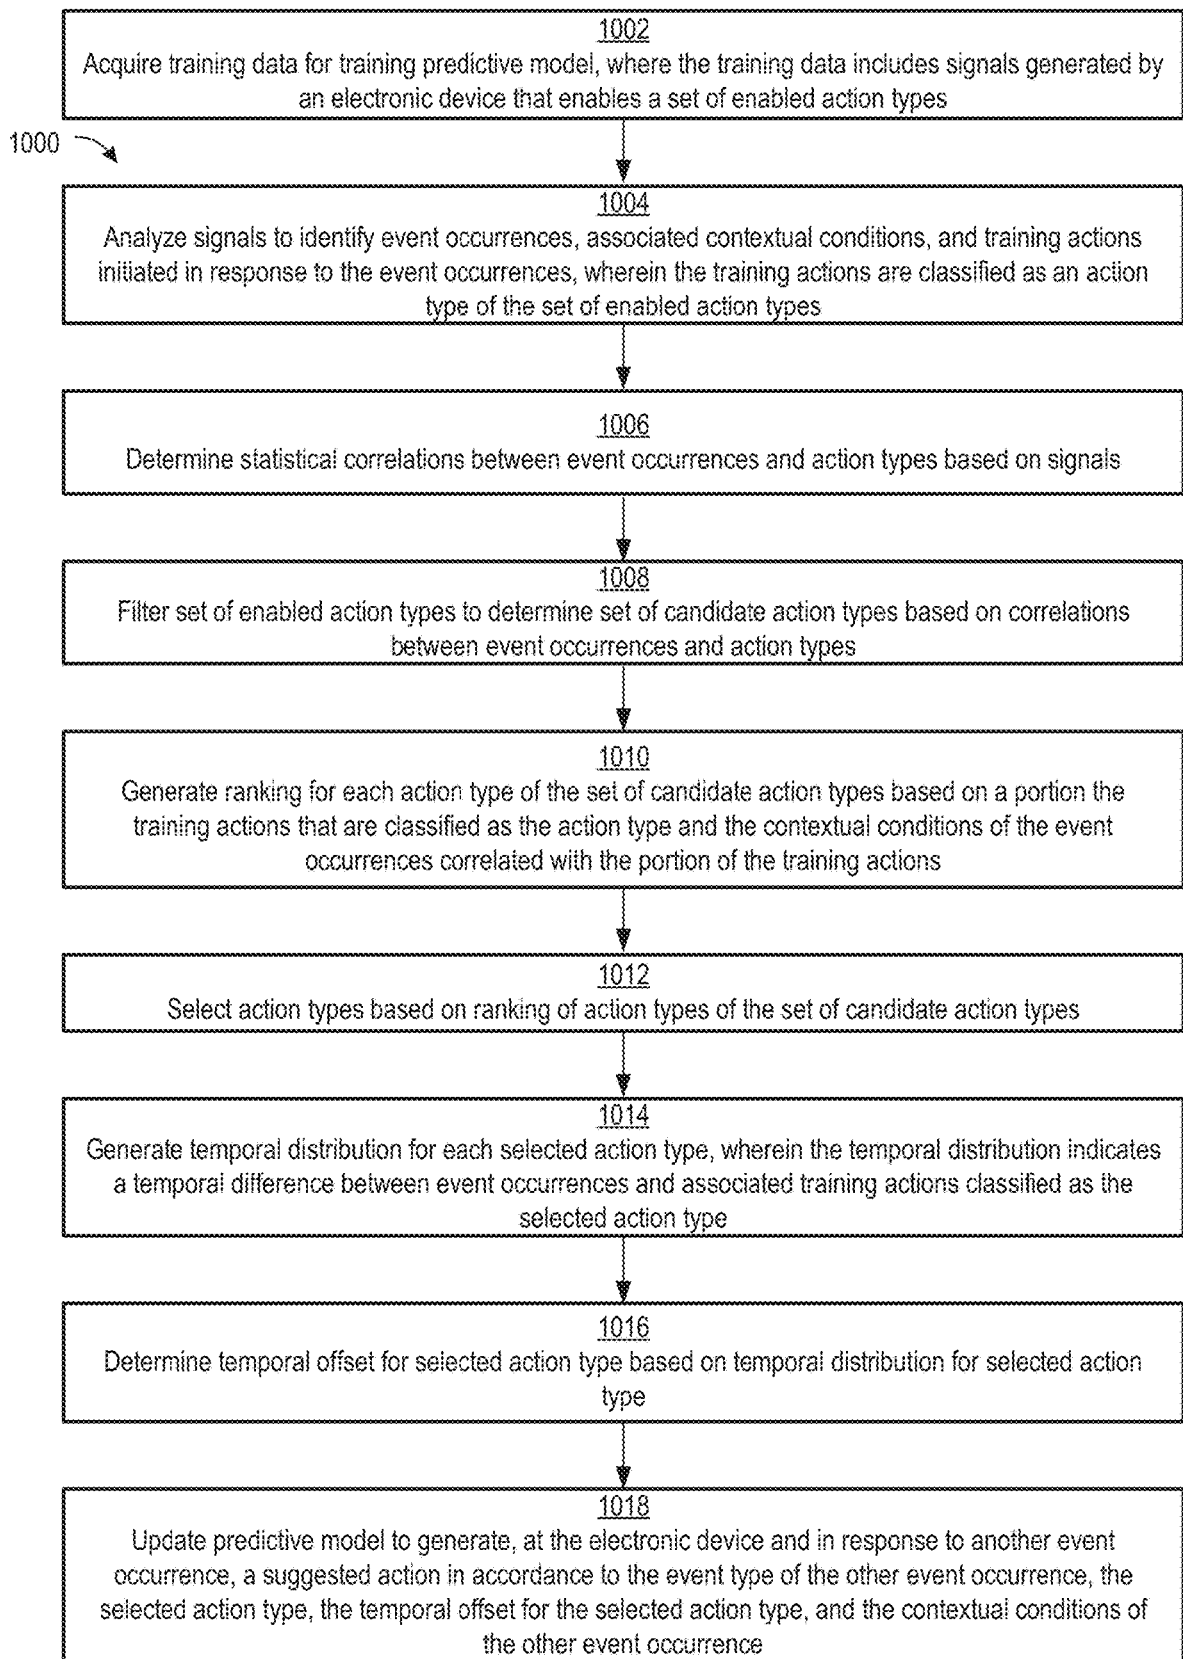 1002
Acquire training data for training predictive model, where the training data includes signals generated by
an electronic device that enables a set of enabled action types
1000
1004
Analyze signals to identify event occurrences, associated contextual conditions, and training actions
initiated in response to the event occurrences, wherein the training actions are classified as an action
type of the set of enabled action types
1006
Determine statistical correlations between event occurrences and action types based on signals
1008
Filter set of enabled action types to determine set of candidate action types based on correlations
between event occurrences and action types
1010
Generate ranking for each action type of the set of candidate action types based on a portion the
training actions that are classified as the action type and the contextual conditions of the event
occurrences correlated with the portion of the training actions
1012
Select action types based on ranking of action types of the set of candidate action types
1014
Generate temporal distribution for each selected action type, wherein the temporal distribution indicates
a temporal difference between event occurrences and associated training actions classified as the
selected action type
1016
Determine temporal offset for selected action type based on temporal distribution for selected action
type
1018
Update predictive model to generate, at the electronic device and in response to another event
occurrence, a suggested action in accordance to the event type of the other event occurrence, the
selected action type, the temporal offset for the selected action type, and the contextual conditions of
the other event occurrence